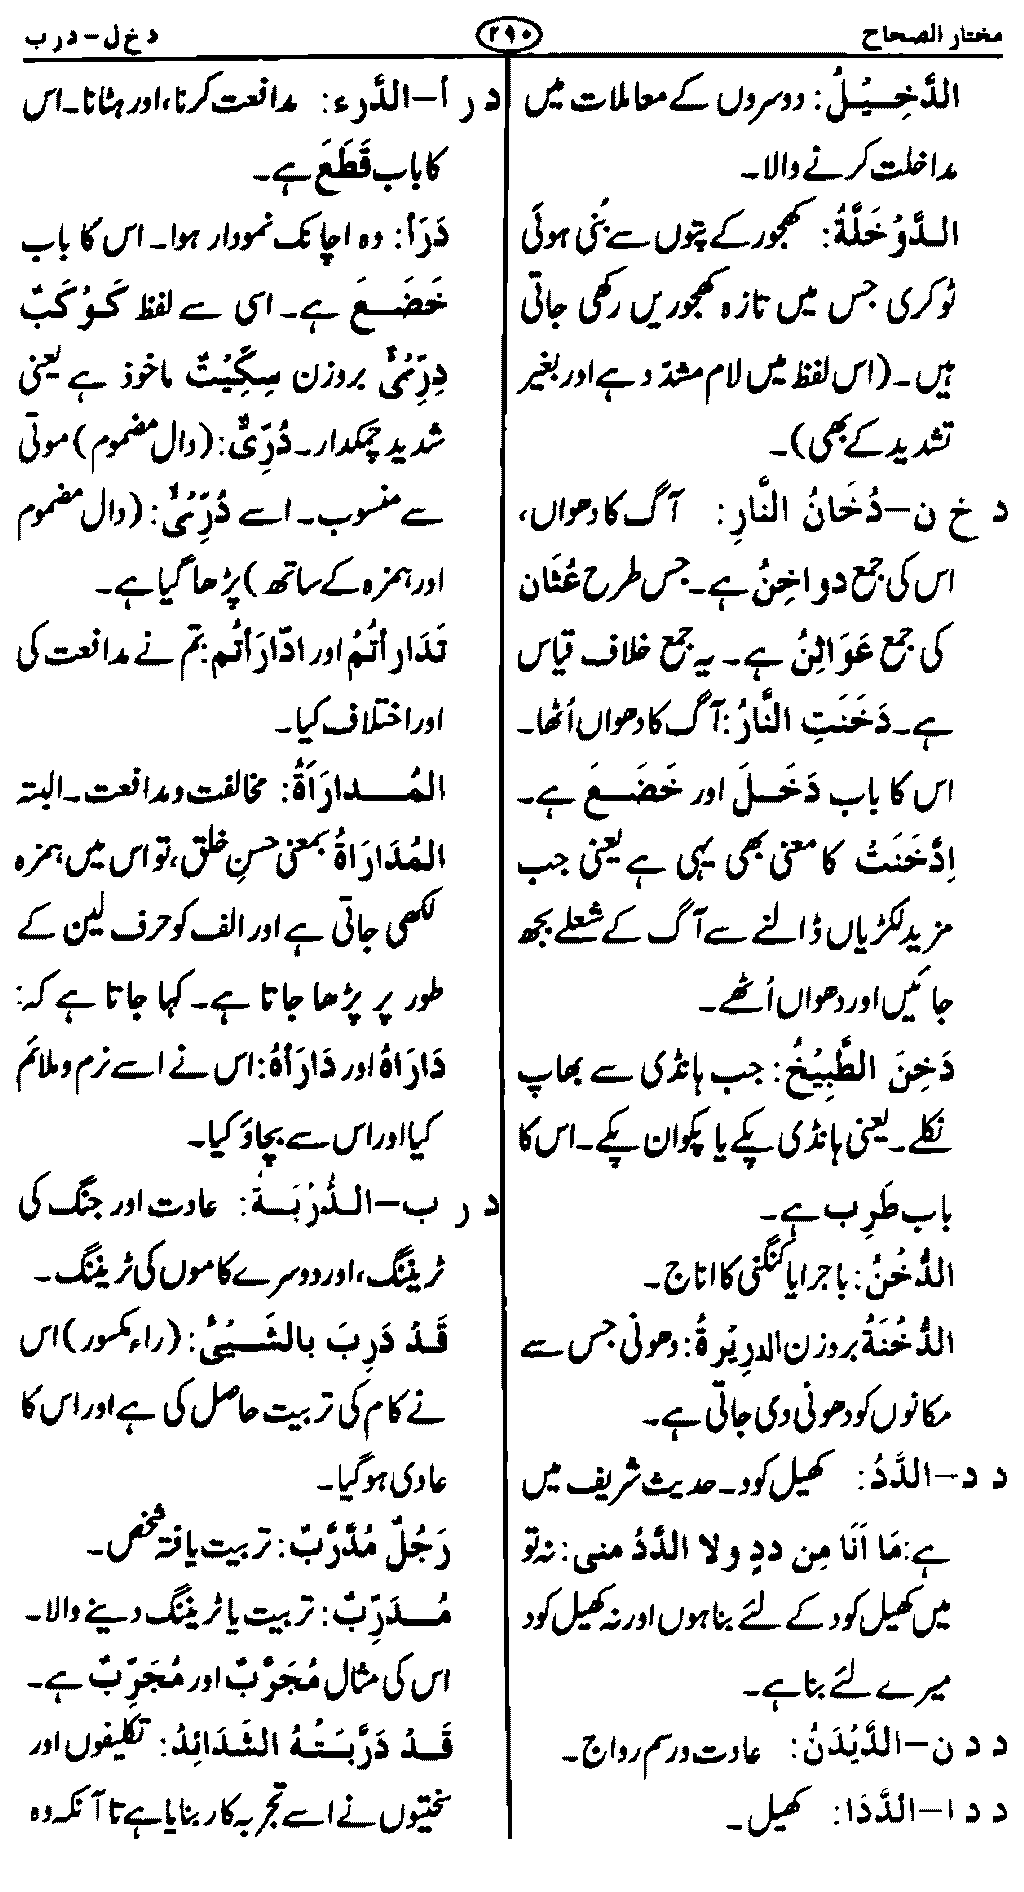 مختار الصحاح
۲۹۰
د خ ل – د ر ب
الدَّخِيْلُ: دوسروں کے معاملات میں
مداخلت کرنے والا۔
الدَّوْخَلَّةُ: کھجور کے پتوں سے بُنی ہوئی
ٹوکری جس میں تازہ کھجوریں رکھی جاتی
ہیں۔ (اس لفظ میں لام مشدّد ہے اور بغیر
تشدید کے بھی)۔
د خ ن – دُخَانُ النَّارِ: آگ کا دھواں،
اس کی جمع دواخِنُ ہے۔ جس طرح عُثَان
کی جمع عَوَاثِنُ ہے۔ یہ جمع خلاف قیاس
ہے۔ دَخَنَتِ النَّارُ: آگ کا دھواں اُٹھا۔
اس کا باب دَخَلَ اور خَضَعَ ہے۔
اِدَّخَنَتْ کا معنی بھی یہی ہے یعنی جب
مزید لکڑیاں ڈالنے سے آگ کے شعلے بجھ
جائیں اور دھواں اُٹھے۔
دَخِنَ الطَّبِيْخُ: جب ہانڈی سے بھاپ
نکلے۔ یعنی ہانڈی پکے یا پکوان پکے۔ اس کا
باب طَرِب ہے۔
الدُّخْنُ: باجرا یا کنگنی کا اناج۔
الدُّخْنَةُ بروزن الدرِيْرةُ: دھونی جس سے
مکانوں کو دھونی دی جاتی ہے۔
د د – الدَّدُ: کھیل کود۔ حدیث شریف میں
ہے: مَا اَنَا مِن ددٍ ولا الدَّدُ منی: نہ تو
میں کھیل کود کے لئے بنا ہوں اور نہ کھیل کود
میرے لئے بنا ہے۔
د د ن – الدَّيْدَنُ: عادت و رسم رواج۔
د د ا – الدَّدَا: کھیل۔
د ر أ – الدَّرء: مدافعت کرنا، اور ہٹانا۔ اس
کا باب قَطَعَ ہے۔
دَرَأ: وہ اچانک نمودار ہوا۔ اس کا باب
خَضَعَ ہے۔ اسی سے لفظ كَوْكَبٌ
دِرِّیْءٌ بروزن سِكِّيْتٌ ماخوذ ہے یعنی
شدید چمکدار۔ دُرِّیٌّ: (دال مضموم) موتی
سے منسوب۔ اسے دُرِّیْءٌ: (دال مضموم
اور ہمزہ کے ساتھ) پڑھا گیا ہے۔
تَدَارأتُمْ اور ادّارَأتُم: تم نے مدافعت کی
اور اختلاف کیا۔
المُدارَأَةُ: مخالفت و مدافعت۔ البتہ
المُدَارَاةُ بمعنی حسنِ خلق، تو اس میں ہمزہ
لکھی جاتی ہے اور الف کو حرف لین کے
طور پر پڑھا جاتا ہے۔ کہا جاتا ہے کہ:
دَارَاهُ اور دَارَأهُ: اس نے اسے نرم و ملائم
کیا اور اس سے بچاؤ کیا۔
د ر ب – الدُّرْبَةُ: عادت اور جنگ کی
ٹریننگ، اور دوسرے کاموں کی ٹریننگ۔
قَدْ دَرِبَ بالشَّيْئِ: (راء مکسور) اس
نے کام کی تربیت حاصل کی ہے اور اس کا
عادی ہو گیا۔
رَجُلٌ مُدَّرَّبٌ: تربیت یافتہ شخص۔
مُدَرِّبٌ: تربیت یا ٹریننگ دینے والا۔
اس کی مثال مُجَرَّبٌ اور مُجَرِّبٌ ہے۔
قَدْ دَرَّبَتْهُ الشَّدَائِدُ: تکلیفوں اور
سختیوں نے اسے تجربہ کار بنایا ہے تا آنکہ وہ